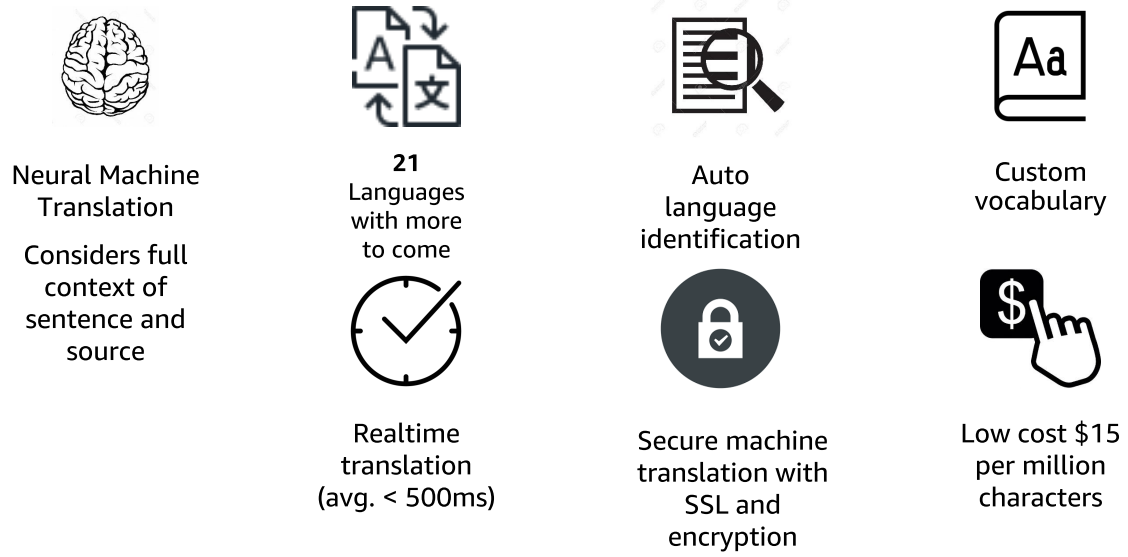 Neural Machine
Translation
Considers full
context of
sentence and
source
A
文
21
Languages
with more
to come
Realtime
translation
(avg. < 500ms)
Auto
language
identification
Secure machine
translation with
SSL and
encryption
Aa
Custom
vocabulary
$
Low cost $15
per million
characters